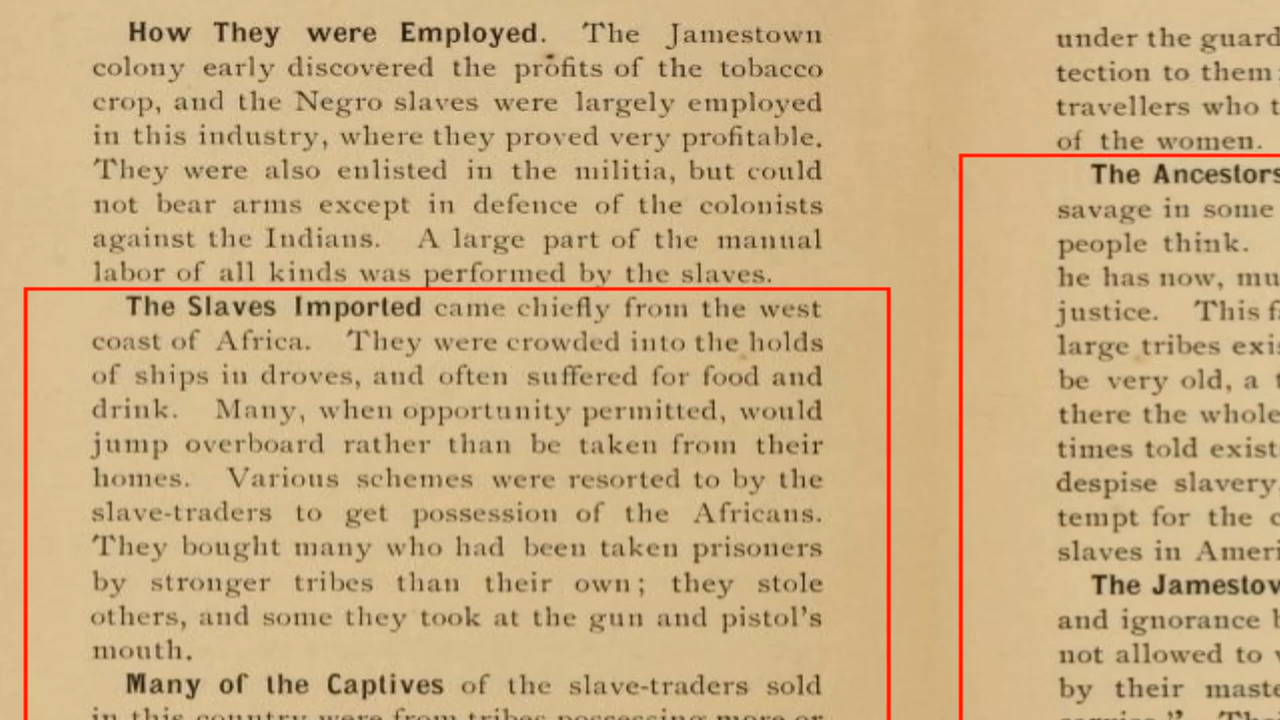 How They were Employed. The Jamestown
colony early discovered the profits of the tobacco
crop, and the Negro slaves were largely employed
in this industry, where they proved very profitable.
They were also enlisted in the militia, but could
not bear arms except in defence of the colonists
against the Indians. A large part of the manual
labor of all kinds was performed by the slaves.
The Slaves Imported came chiefly from the west
coast of Africa. They were crowded into the holds
of ships in droves, and often suffered for food and
drink. Many, when opportunity permitted, would
jump overboard rather than be taken from their
homes. Various schemes were resorted to by the
slave-traders to get possession of the Africans.
They bought many who had been taken prisoners
by stronger tribes than their own; they stole
others, and some they took at the gun and pistol's
mouth.
Many of the Captives of the slave-traders sold
in this country were from tribes possessing more or
under the guard
tection to them
travellers who
of the women.
The Ancestors
savage in some
people think.
he has now,
justice. This
large tribes
be very old, a
there the whole
times told
despise slavery,
tempt for the
slaves in
The
and ignorance
not allowed to
by their